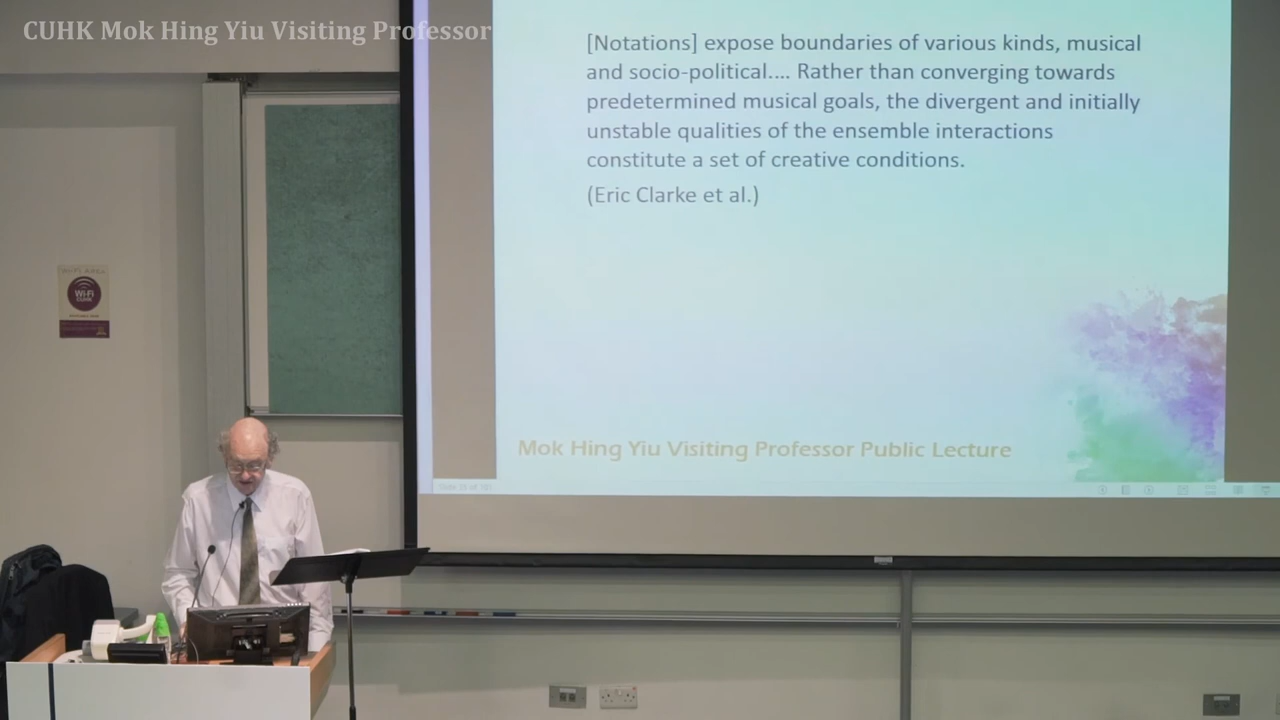 CUHK Mok Hing Yiu Visiting Professor
[Notations] expose boundaries of various kinds, musical
and socio-political.... Rather than converging towards
predetermined musical goals, the divergent and initially
unstable qualities of the ensemble interactions
constitute a set of creative conditions.
(Eric Clarke et al.)
Mok Hing Yiu Visiting Professor Public Lecture
Wi-Fi
CUHK